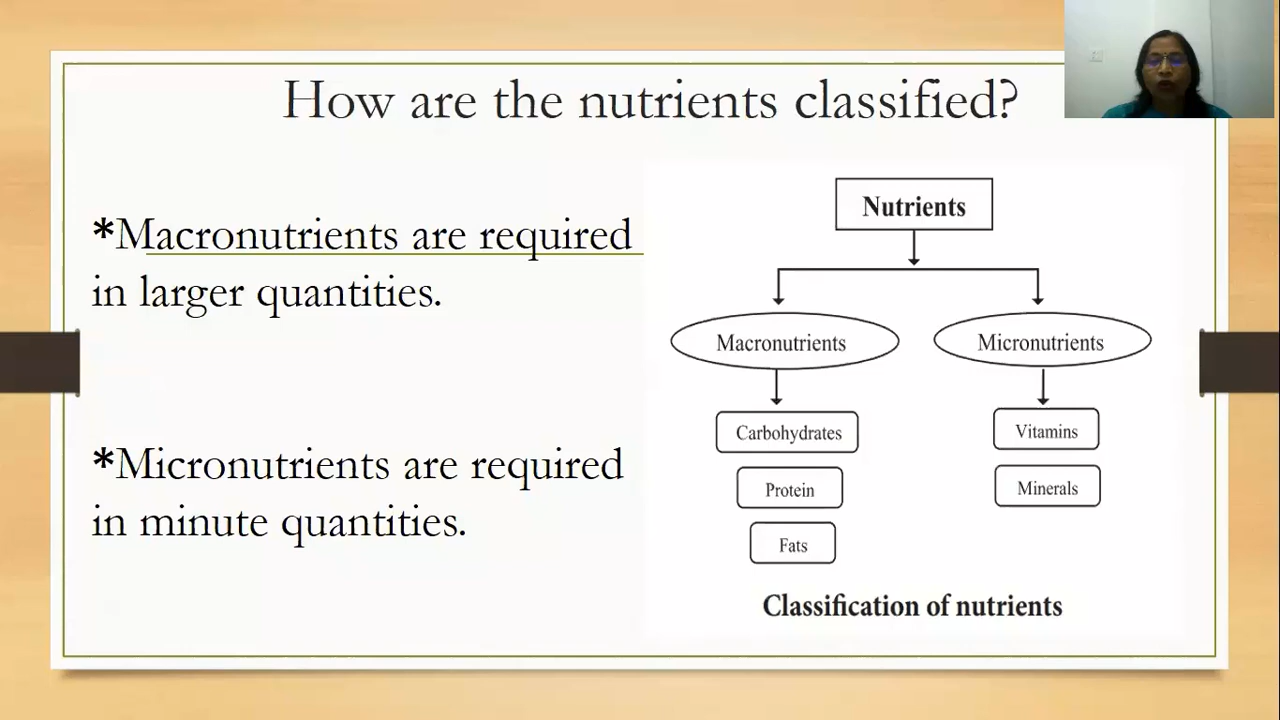 How are the nutrients classified?
*Macronutrients are required
in larger quantities.
*Micronutrients are required
in minute quantities.
Nutrients
Macronutrients
Micronutrients
Carbohydrates
Vitamins
Protein
Minerals
Fats
Classification of nutrients